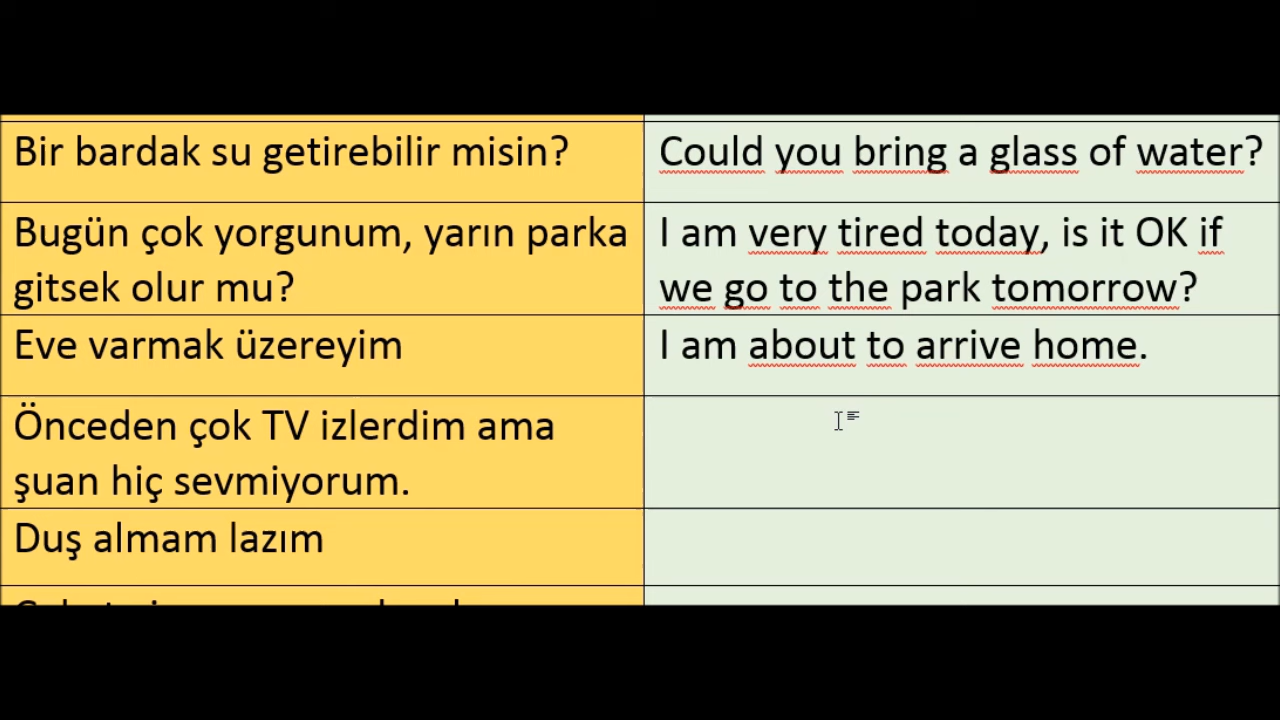 Bir bardak su getirebilir misin?
Could you bring a glass of water?
Bugün çok yorgunum, yarın parka
gitsek olur mu?
I am very tired today, is it OK if
we go to the park tomorrow?
Eve varmak üzereyim
I am about to arrive home.
Önceden çok TV izlerdim ama
şuan hiç sevmiyorum.
Duş almam lazım